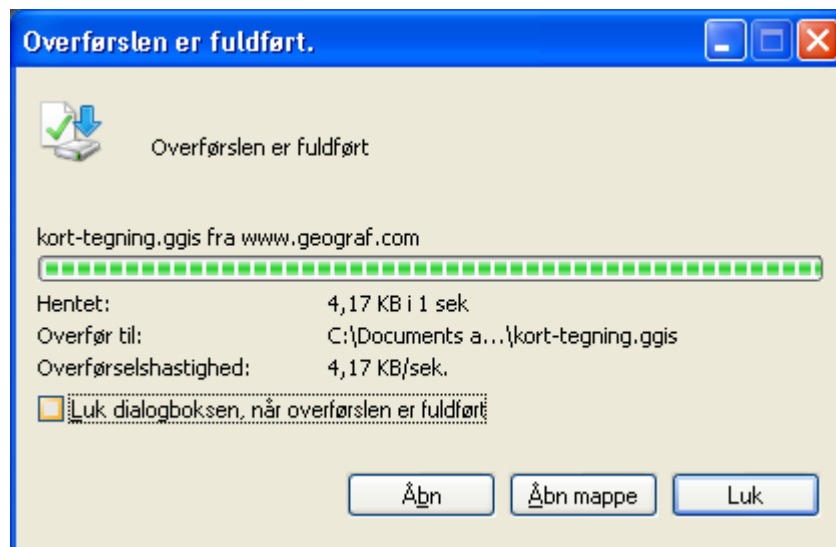 Overførslen er fuldført.
Overførslen er fuldført
kort-tegning.ggis fra www.geograf.com
Hentet: 4,17 KB i 1 sek
Overfør til: C:\Documents a...\kort-tegning.ggis
Overførselshastighed: 4,17 KB/sek.
Luk dialogboksen, når overførslen er fuldført
Åbn Åbn mappe Luk